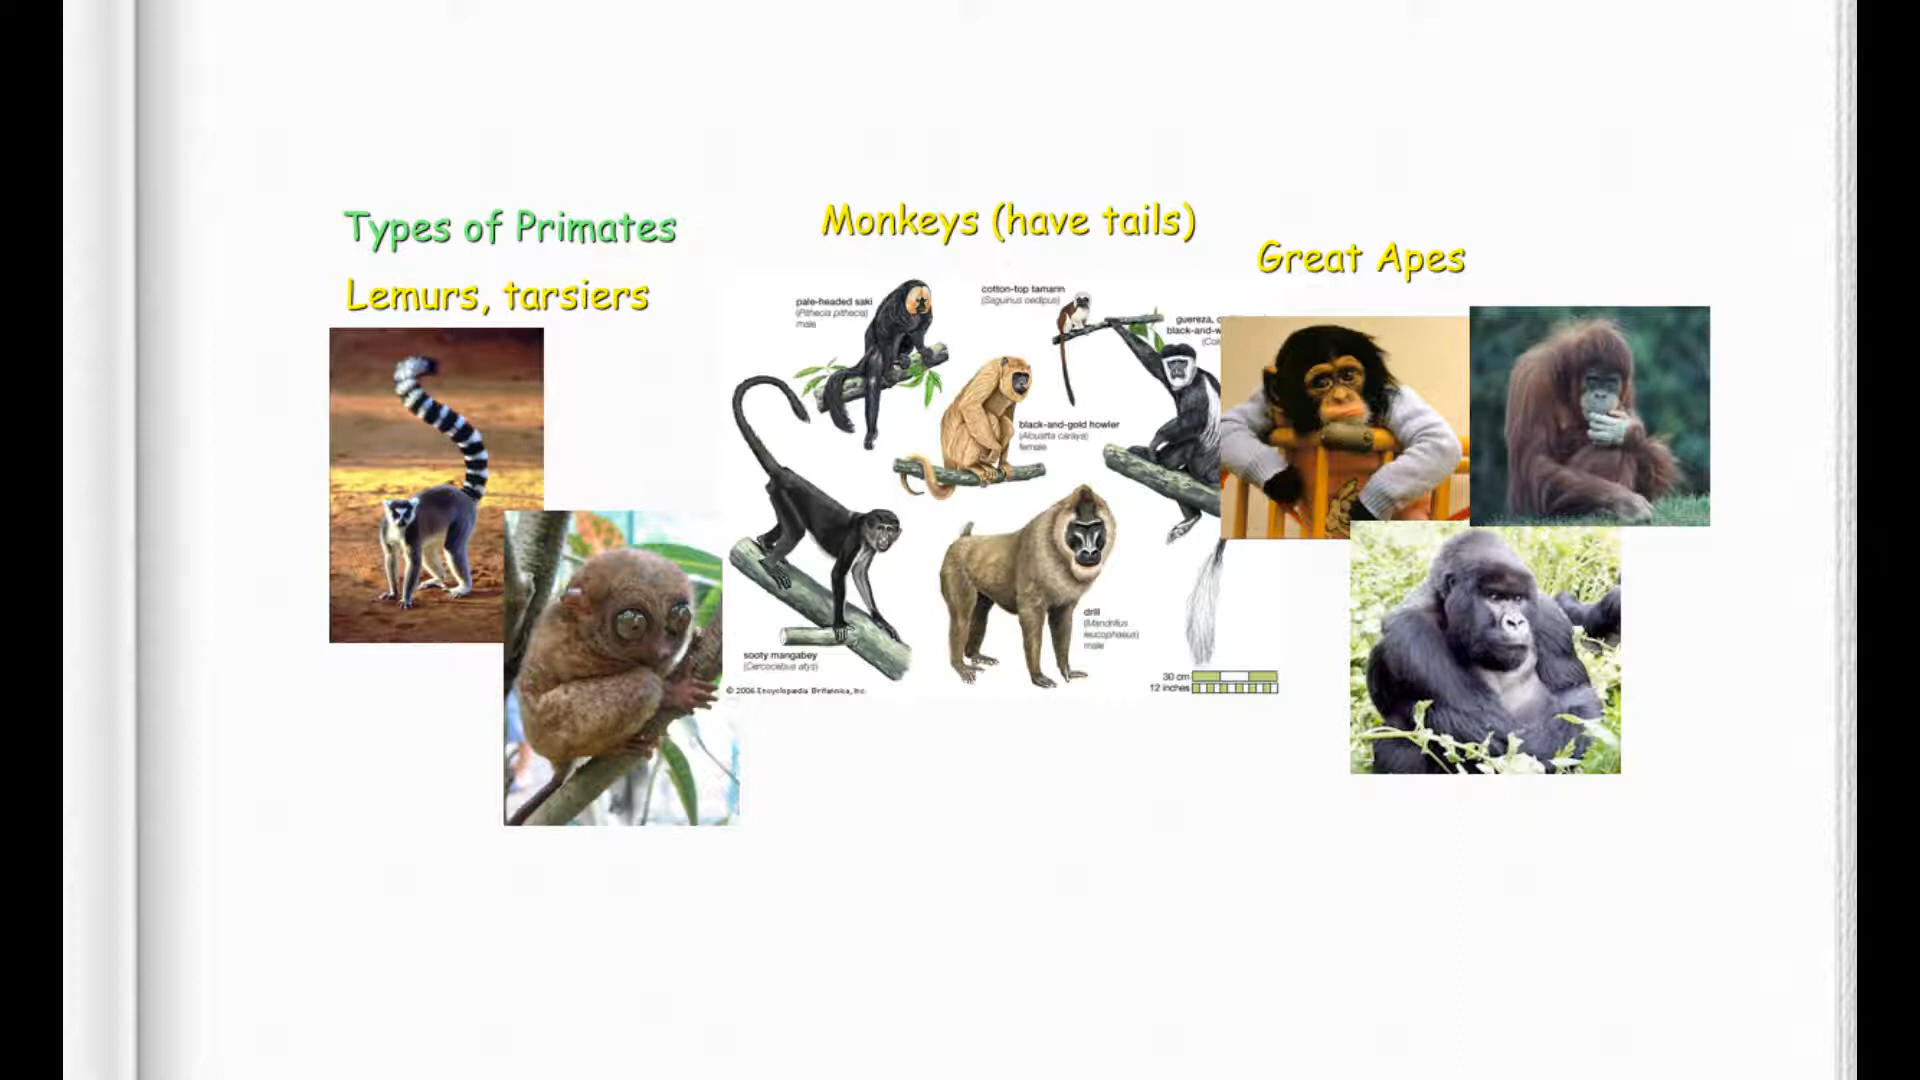 Types of Primates
Lemurs, tarsiers
Monkeys (have tails)
Great Apes
pale-headed saki
(Pithecia pithecia)
male
cotton-top tamarin
(Saguinus oedipus)
guereza,
black-and-w
(Col
black-and-gold howler
(Alouatta caraya)
female
drill
(Mandrillus
leucophaeus)
male
sooty mangabey
(Cercocebus atys)
© 2006 Encyclopædia Britannica, Inc.
30 cm
12 inches